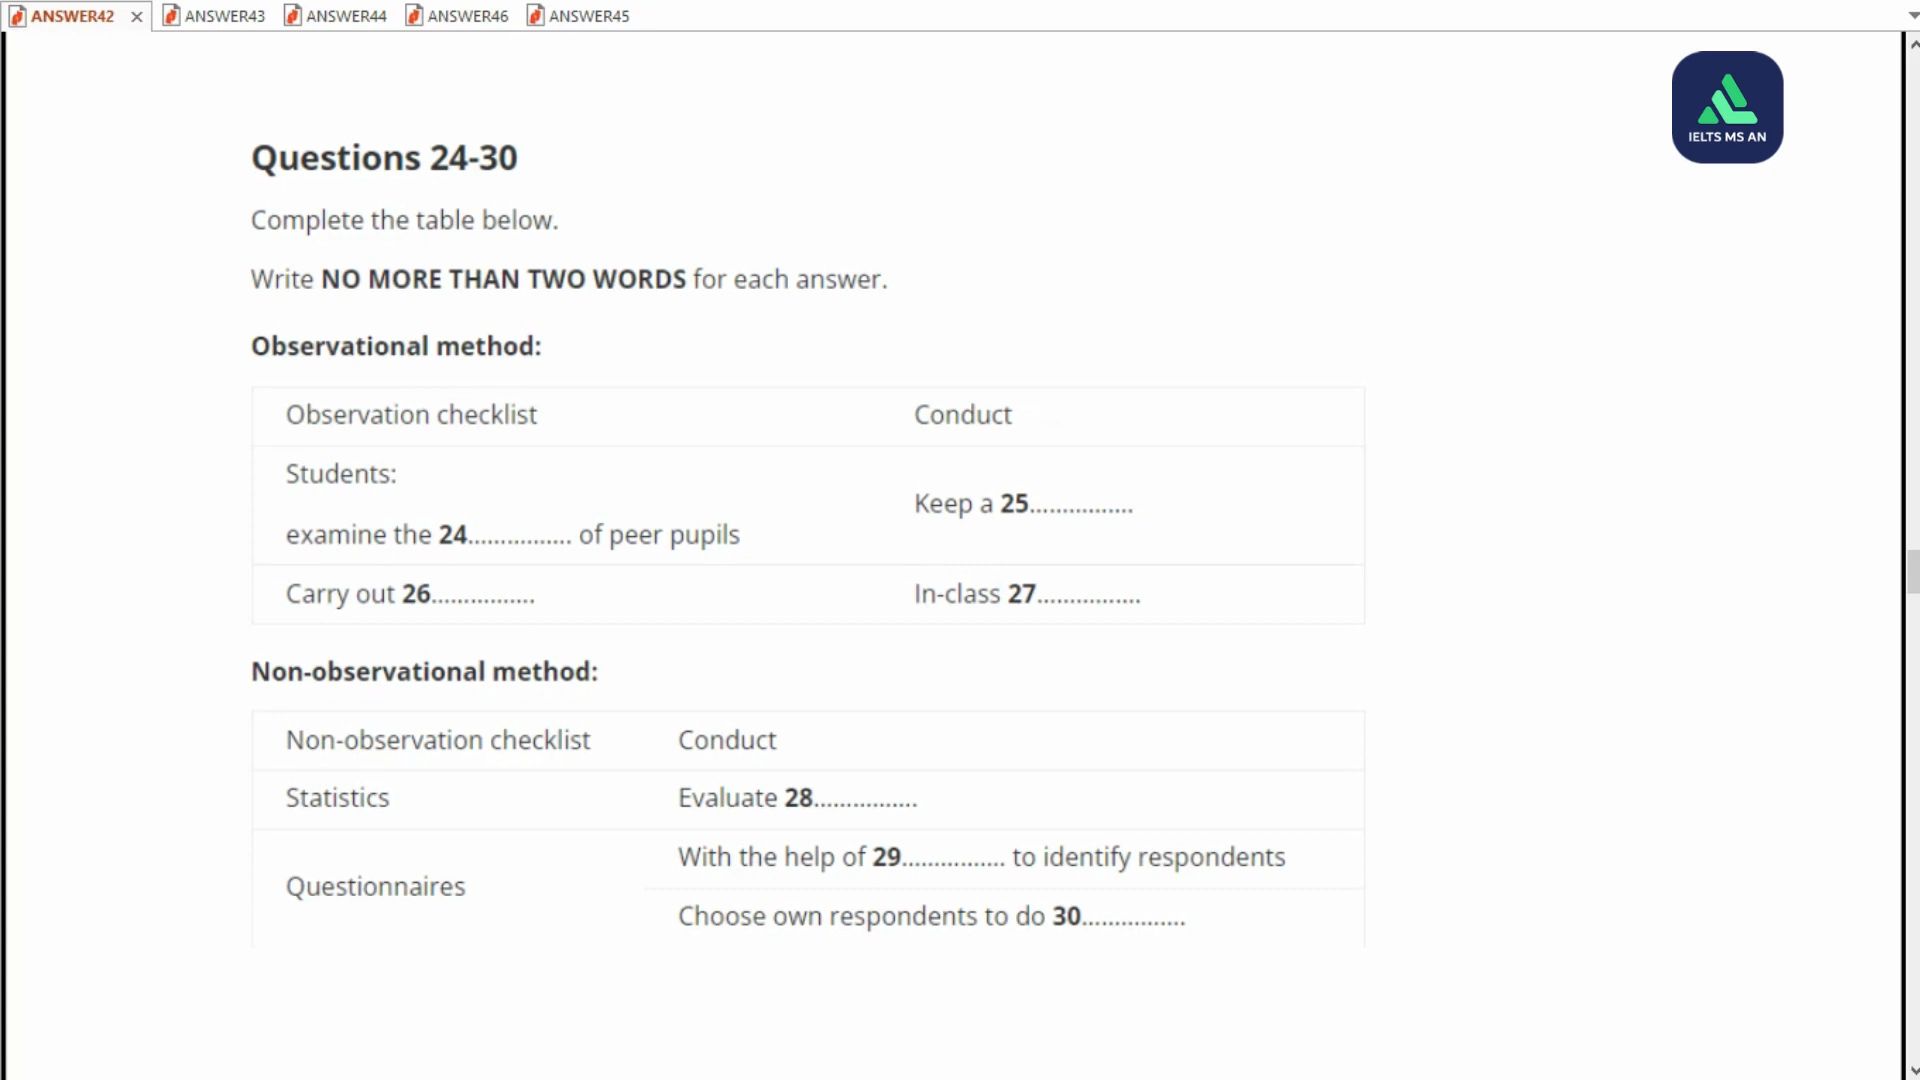 ANSWER42 ANSWER43 ANSWER44 ANSWER46 ANSWER45
IELTS MS AN
Questions 24-30
Complete the table below.
Write NO MORE THAN TWO WORDS for each answer.
Observational method:
Observation checklist Conduct
Students:
examine the 24................ of peer pupils
Keep a 25................
Carry out 26................ In-class 27................
Non-observational method:
Non-observation checklist Conduct
Statistics Evaluate 28................
Questionnaires
With the help of 29................ to identify respondents
Choose own respondents to do 30................